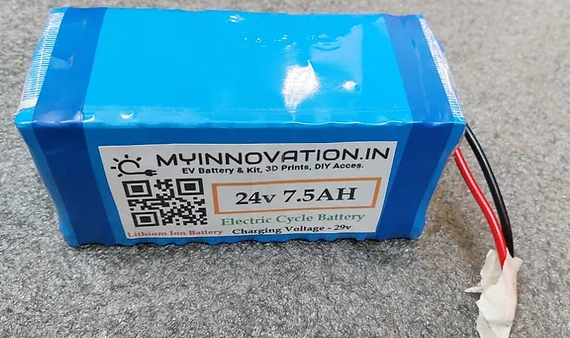 MYINNOVATION.IN
EV Battery & Kit, 3D Prints, DIY Acces.
24v 7.5AH
Electric Cycle Battery
Lithium Ion Battery Charging Voltage - 29v